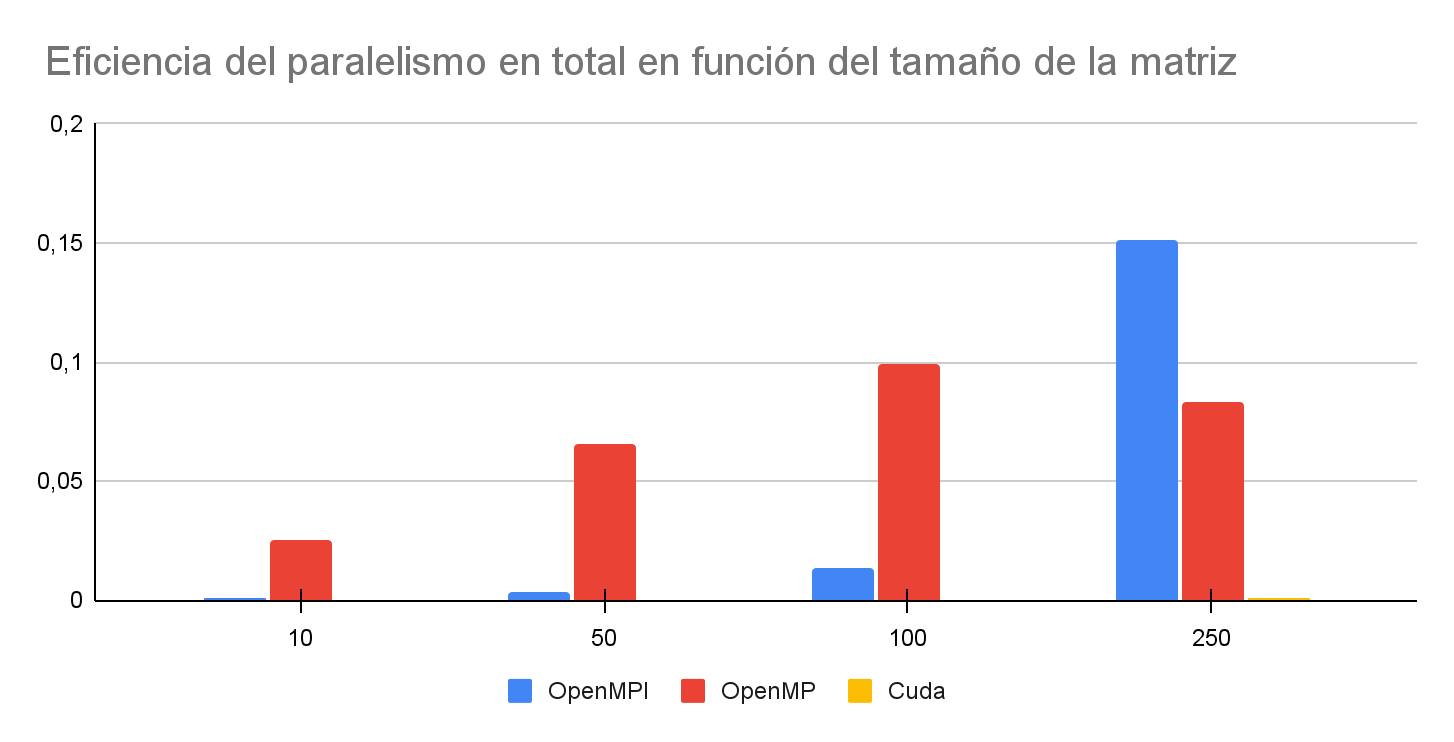 Eficiencia del paralelismo en total en función del tamaño de la matriz
0,2
0,15
0,1
0,05
0
10 50 100 250
OpenMPI OpenMP Cuda